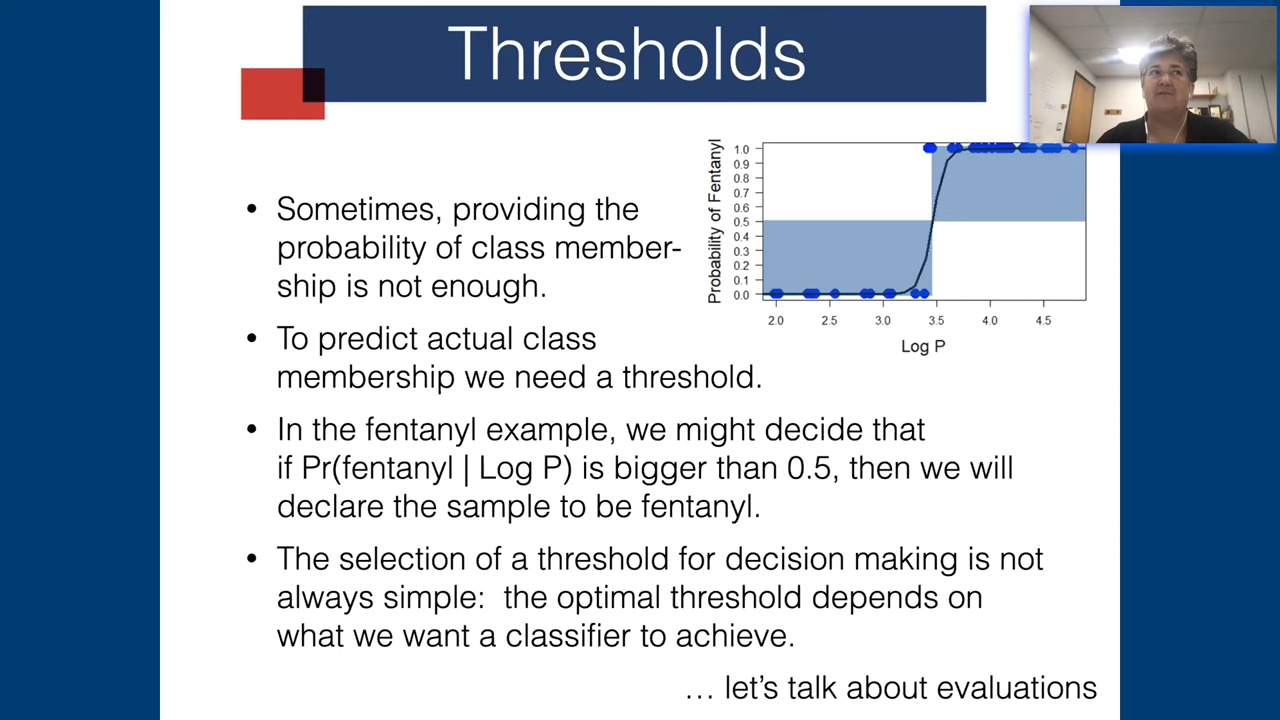 Thresholds
• Sometimes, providing the
probability of class member-
ship is not enough.
• To predict actual class
membership we need a threshold.
• In the fentanyl example, we might decide that
if Pr(fentanyl | Log P) is bigger than 0.5, then we will
declare the sample to be fentanyl.
• The selection of a threshold for decision making is not
always simple: the optimal threshold depends on
what we want a classifier to achieve.
... let's talk about evaluations
Probability of Fentanyl
1.0
0.9
0.8
0.7
0.6
0.5
0.4
0.3
0.2
0.1
0.0
2.0 2.5 3.0 3.5 4.0 4.5
Log P